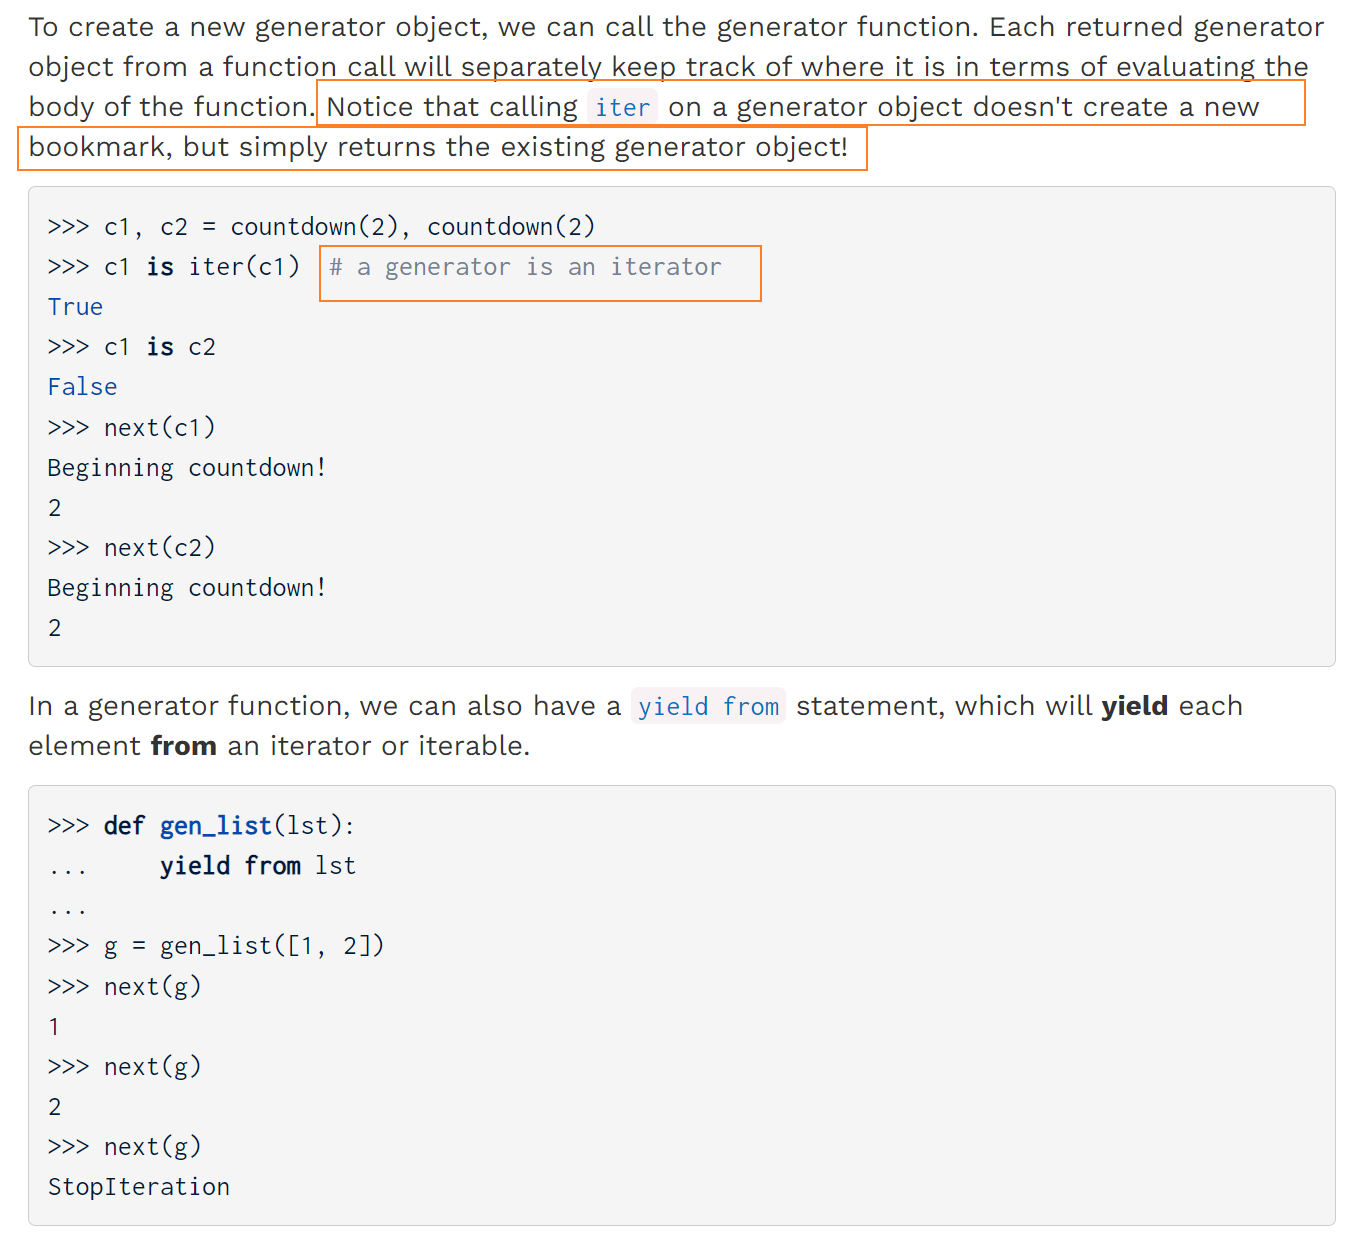 To create a new generator object, we can call the generator function. Each returned generator
object from a function call will separately keep track of where it is in terms of evaluating the
body of the function. Notice that calling iter on a generator object doesn't create a new
bookmark, but simply returns the existing generator object!
>>> c1, c2 = countdown(2), countdown(2)
>>> c1 is iter(c1)  # a generator is an iterator
True
>>> c1 is c2
False
>>> next(c1)
Beginning countdown!
2
>>> next(c2)
Beginning countdown!
2
In a generator function, we can also have a yield from statement, which will yield each
element from an iterator or iterable.
>>> def gen_list(lst):
...     yield from lst
...
>>> g = gen_list([1, 2])
>>> next(g)
1
>>> next(g)
2
>>> next(g)
StopIteration